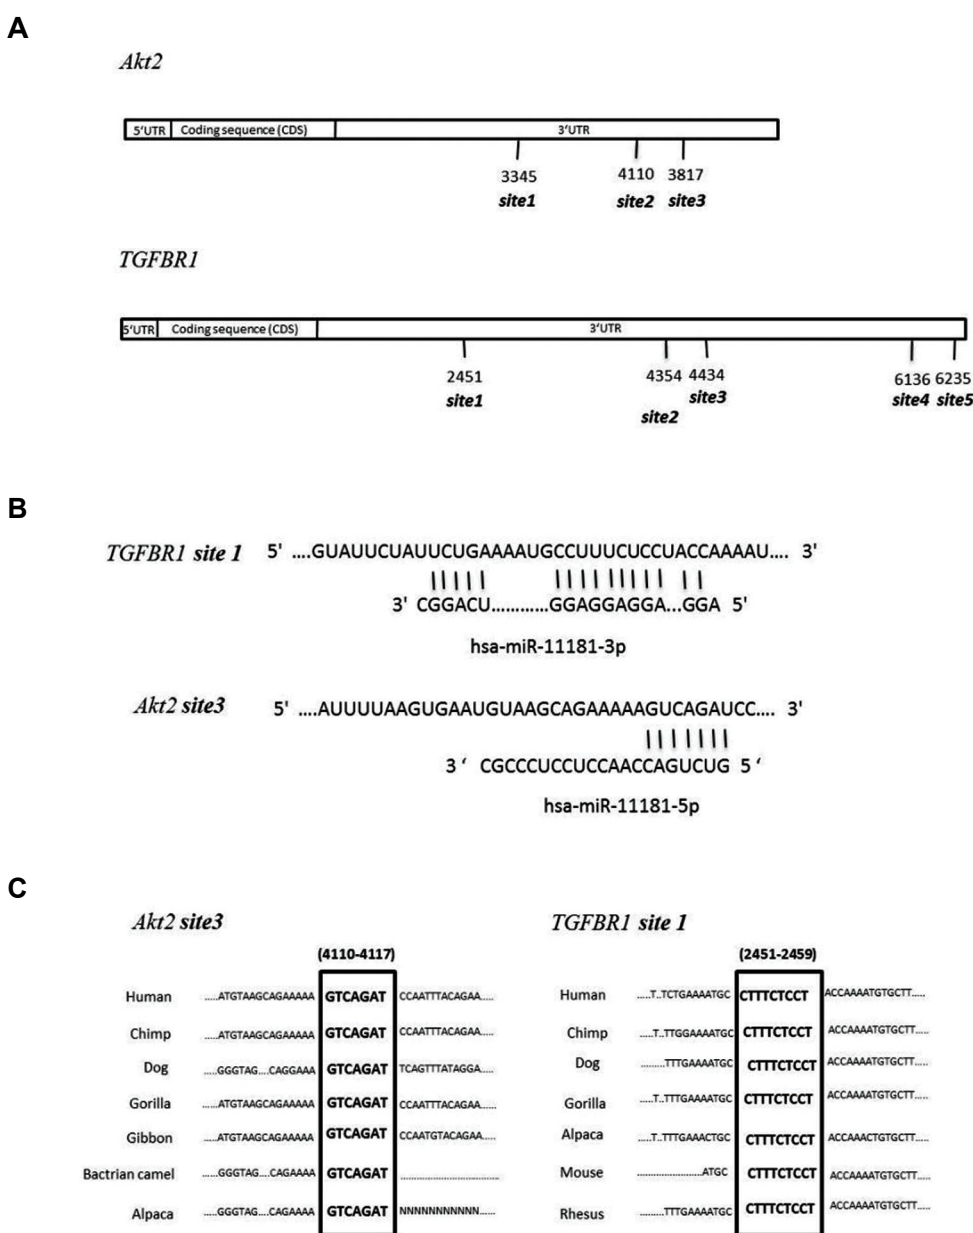 A
Akt2
5'UTR Coding sequence (CDS) 3'UTR
3345 4110 3817
site1 site2 site3
TGFBR1
5'UTR Coding sequence (CDS) 3'UTR
2451 4354 4434 6136 6235
site1 site2 site3 site4 site5
B
TGFBR1 site 1 5' ....GUAUUCUAUUCUGAAAAUGCCUUUCUCCUACCAAAAU.... 3'
3' CGGACU...........GGAGGAGGA...GGA 5'
hsa-miR-11181-3p
Akt2 site3 5' ....AUUUUAAGUGAAUGUAAGCAGAAAAAGUCAGAUCC.... 3'
3 ' CGCCCUCCUCCAACCAGUCUG 5 '
hsa-miR-11181-5p
C
Akt2 site3 TGFBR1 site 1
(4110-4117) (2451-2459)
Human .....ATGTAAGCAGAAAAA GTCAGAT CCAATTTACAGAA..... Human .....T..TCTGAAAATGC CTTTCTCCT ACCAAAATGTGCTT.....
Chimp .....ATGTAAGCAGAAAAA GTCAGAT CCAATTTACAGAA..... Chimp .....T..TTGGAAAATGC CTTTCTCCT ACCAAAATGTGCTT.....
Dog .....GGGTAG....CAGGAAA GTCAGAT TCAGTTTATAGGA..... Dog .........TTTGAAAATGC CTTTCTCCT ACCAAAATGTGCTT.....
Gorilla .....ATGTAAGCAGAAAAA GTCAGAT CCAATTTACAGAA...... Gorilla .....T..TTTGAAAATGC CTTTCTCCT ACCAAAATGTGCTT.....
Gibbon .....ATGTAAGCAGAAAAA GTCAGAT CCAATGTACAGAA..... Alpaca .....T..TTTGAAACTGC CTTTCTCCT ACCAAACTGTGCTT.....
Bactrian camel ......GGGTAG....CAGAAAA GTCAGAT .................................. Mouse .......................ATGC CTTTCTCCT ACCAAAATGTGCTT.....
Alpaca .....GGGTAG....CAGAAAA GTCAGAT NNNNNNNNNNN...... Rhesus .........TTTGAAAATGC CTTTCTCCT ACCAAAATGTGCTT.....